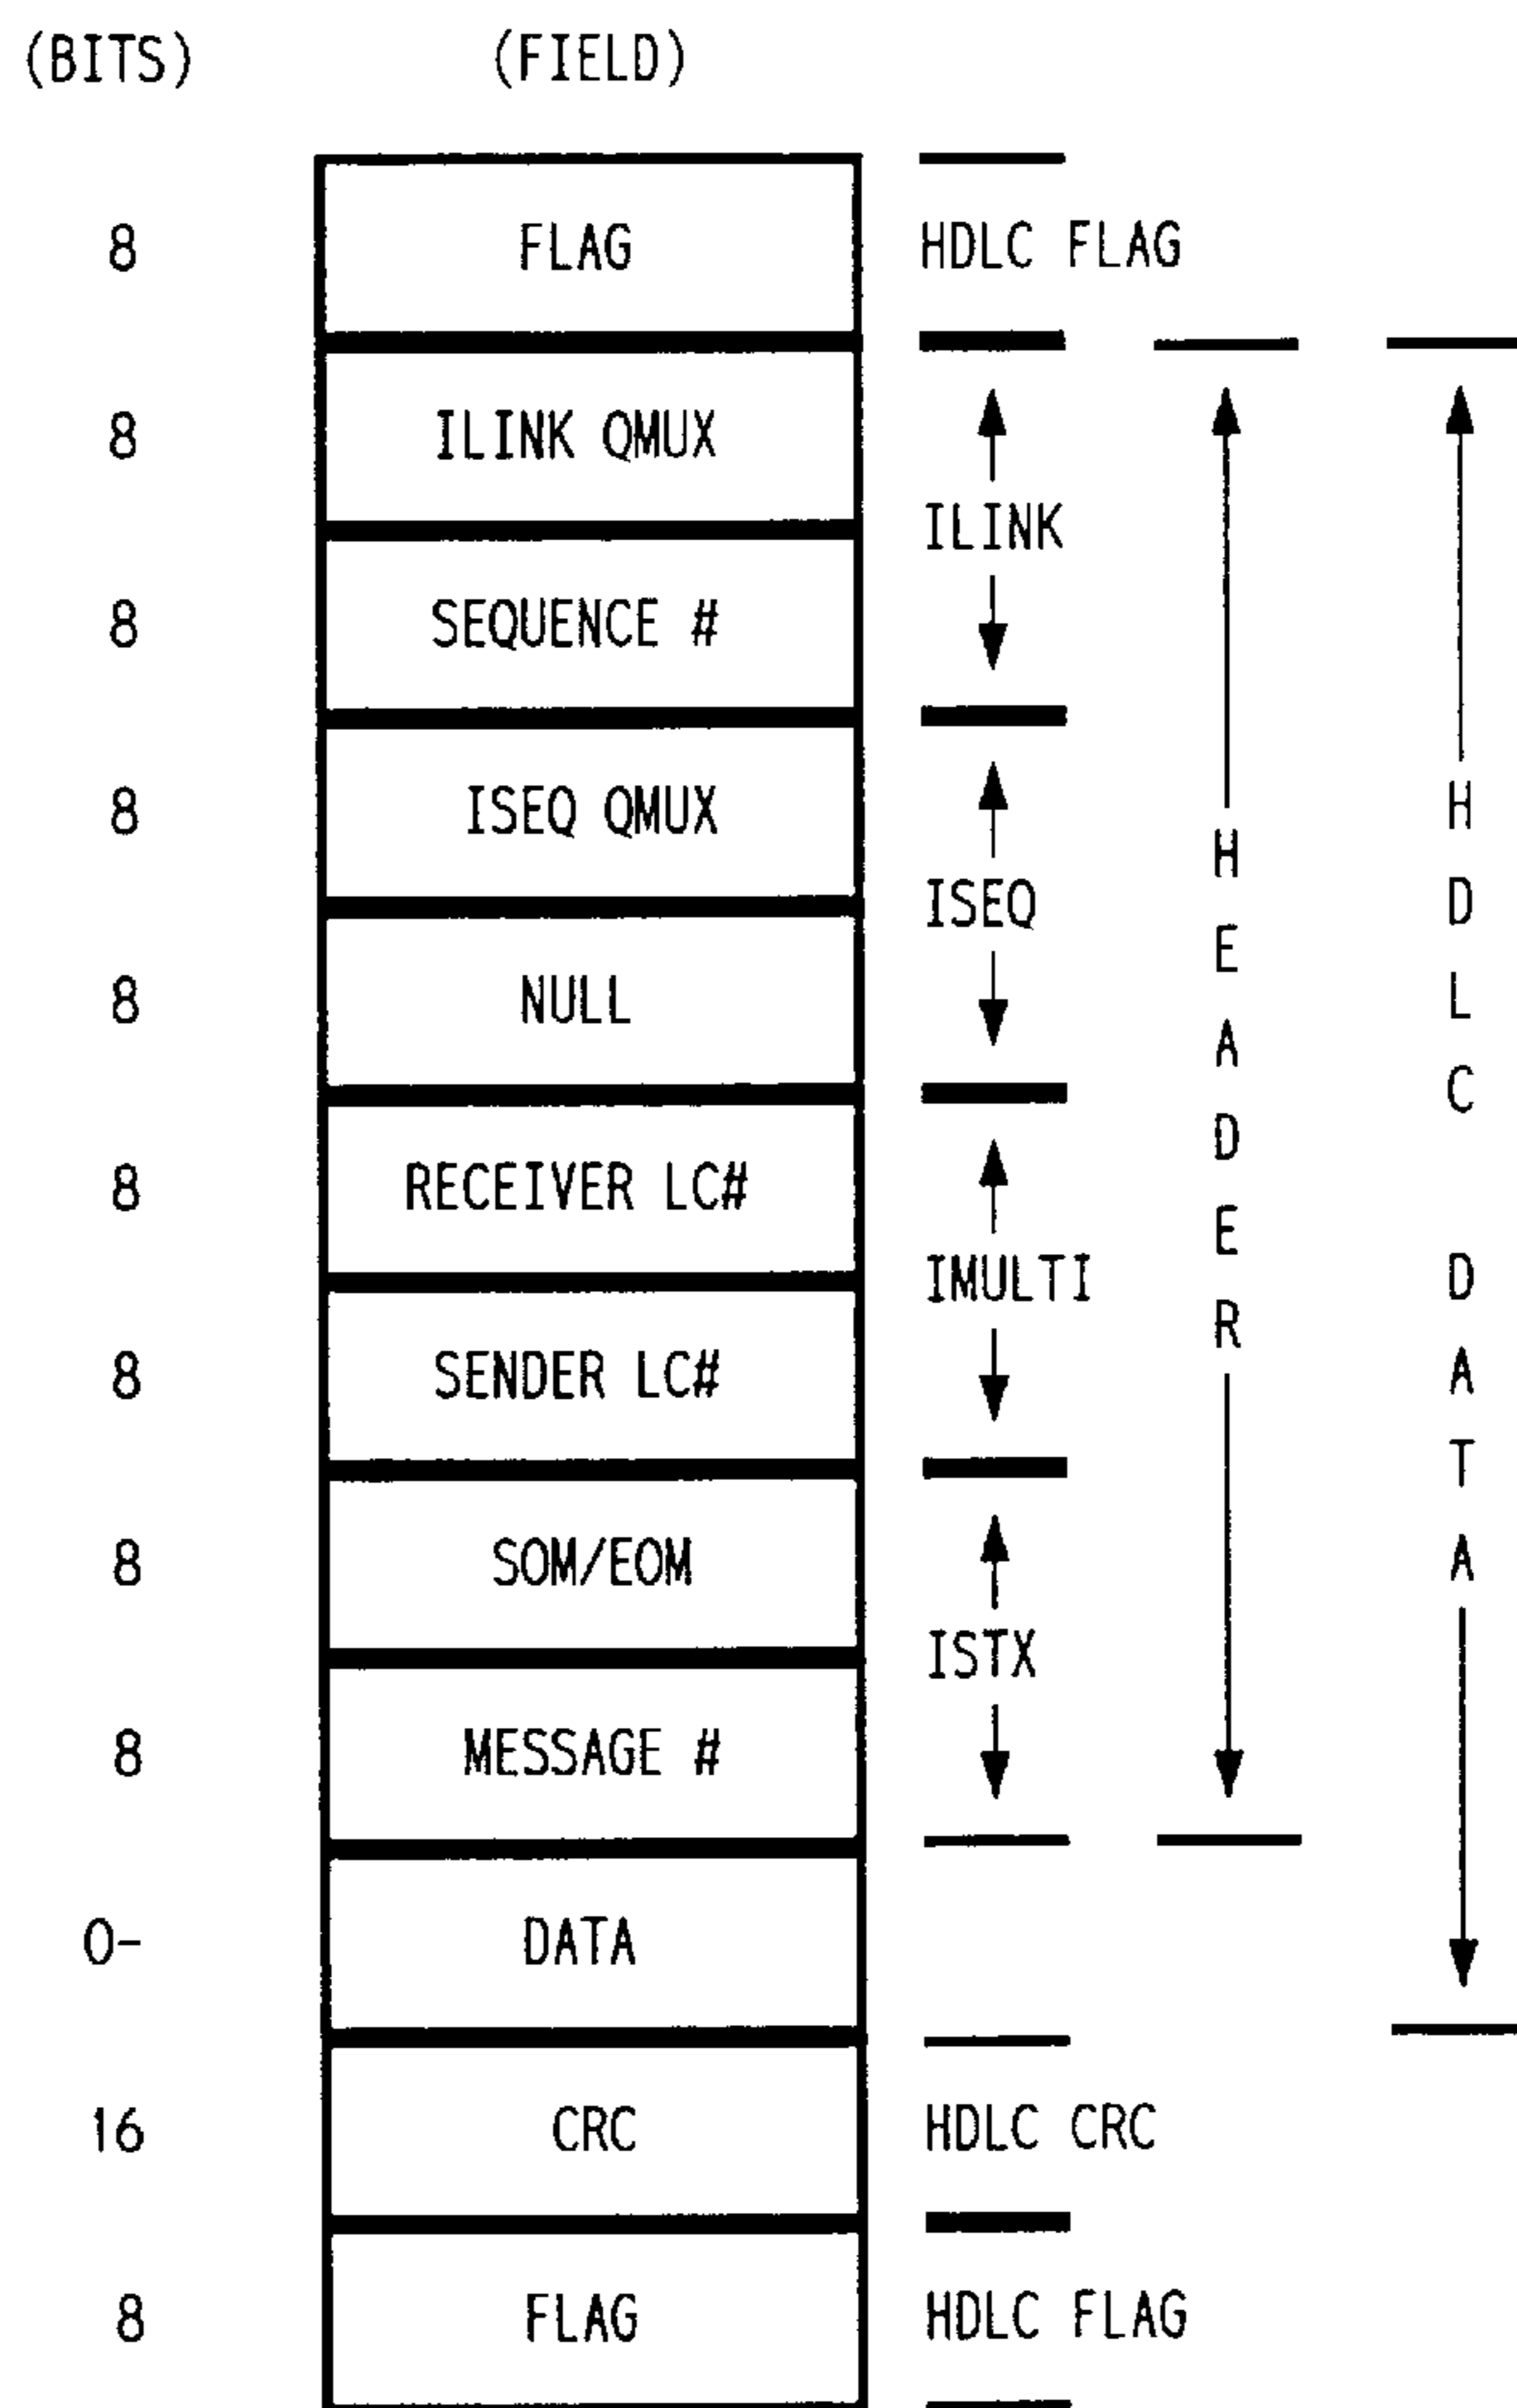 (BITS) (FIELD)
8 FLAG HDLC FLAG
8 ILINK QMUX
ILINK
8 SEQUENCE #
8 ISEQ QMUX
ISEQ
8 NULL
8 RECEIVER LC#
IMULTI
8 SENDER LC#
8 SOM/EOM
ISTX
8 MESSAGE #
0- DATA
16 CRC HDLC CRC
8 FLAG HDLC FLAG
HEADER
HDLC DATA